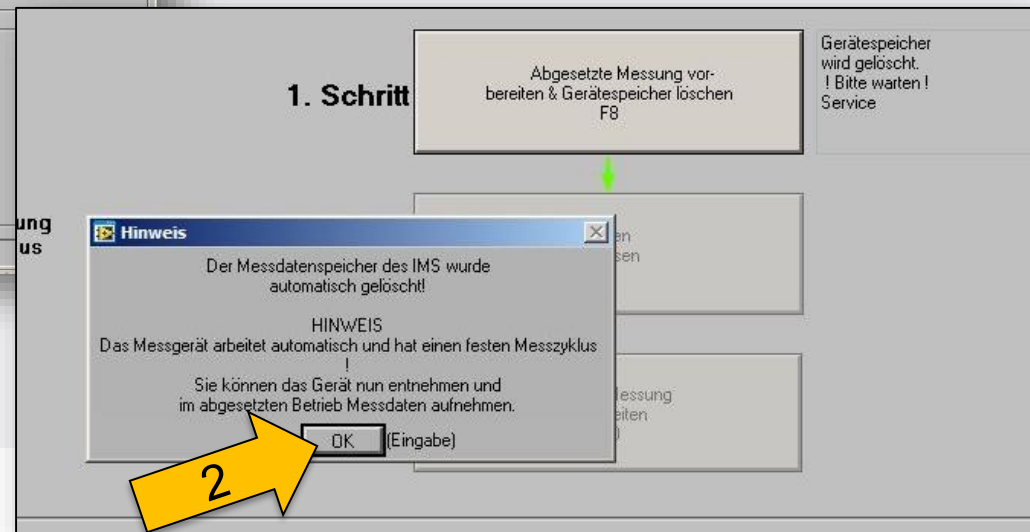 1. Schritt
Abgesetzte Messung vor-
bereiten & Gerätespeicher löschen
F8
Gerätespeicher
wird gelöscht.
! Bitte warten !
Service
ung
us
en
sen
Hinweis
Der Messdatenspeicher des IMS wurde
automatisch gelöscht!
HINWEIS
Das Messgerät arbeitet automatisch und hat einen festen Messzyklus
!
Sie können das Gerät nun entnehmen und
im abgesetzten Betrieb Messdaten aufnehmen.
OK (Eingabe)
2
lessung
eiten
)